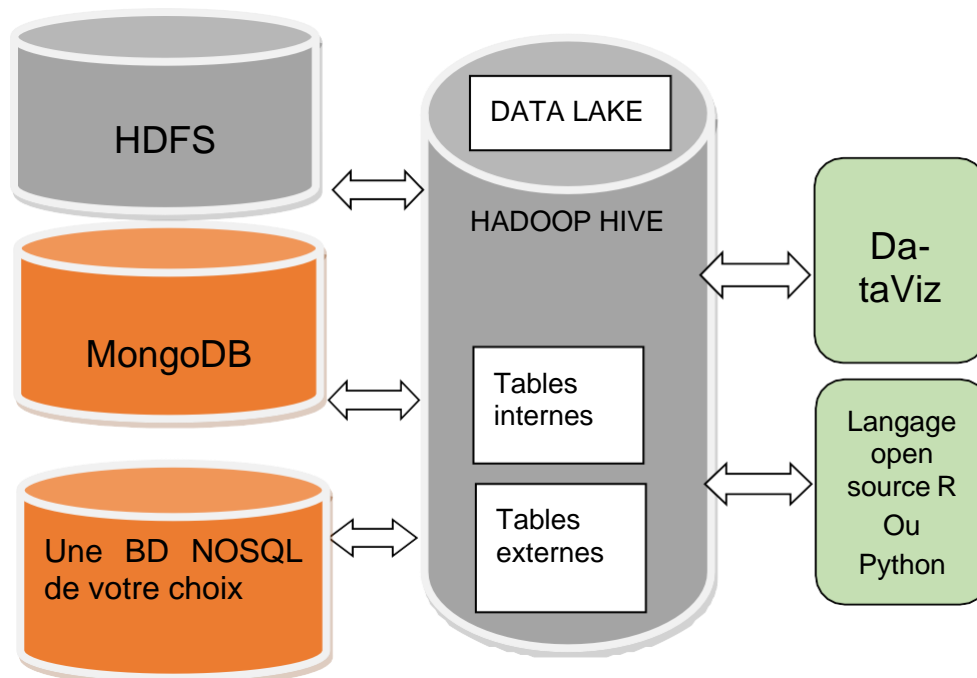 HDFS
MongoDB
Une BD NOSQL
de votre choix
DATA LAKE
HADOOP HIVE
Tables
internes
Tables
externes
Da-
taViz
Langage
open
source R
Ou
Python